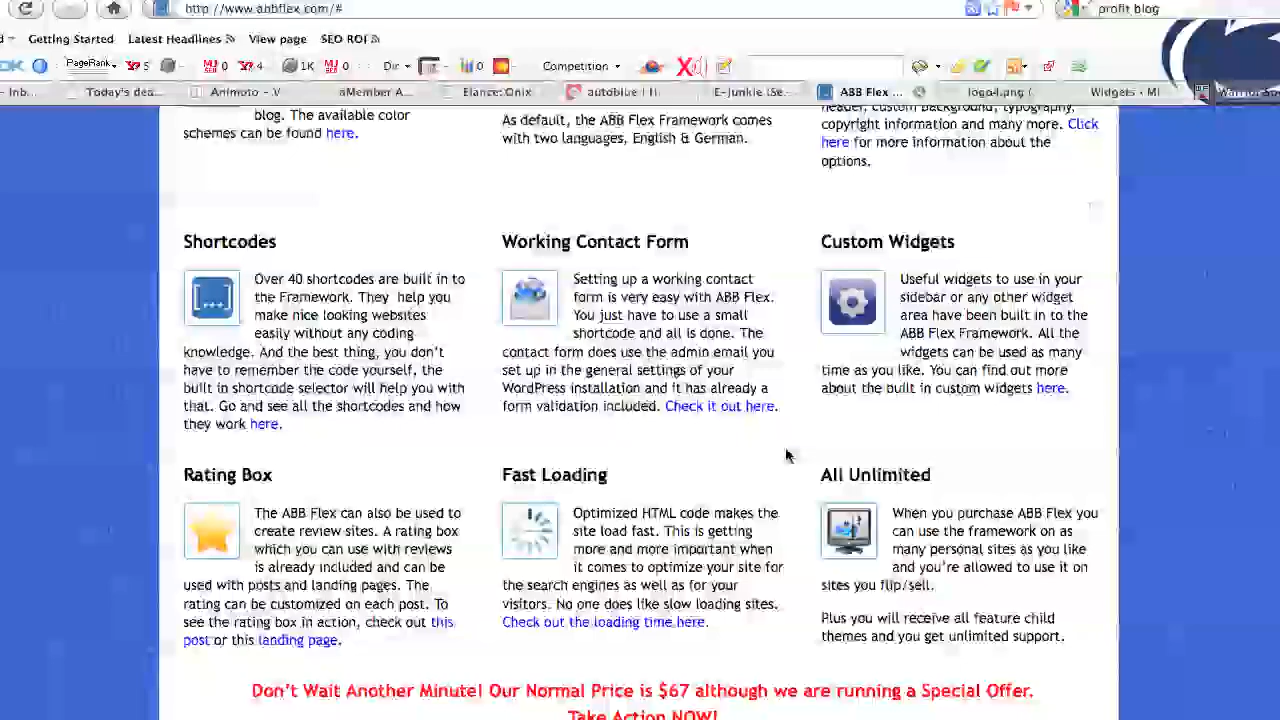 http://www.abbflex.com/#
profit blog
Getting Started
Latest Headlines
View page
SEO ROI
PageRank
5
MJ 0
4
1K
MJ 0
Dir
0
Competition
Inb...
Today's dea...
Animoto - V
aMember A...
Elance: Onix
autoblue | i
E-Junkie (Se...
ABB Flex ...
logo4.png (
Widgets - Ml
Warrior Sp
blog. The available color
schemes can be found here.
As default, the ABB Flex Framework comes
with two languages, English & German.
header, custom background, typography,
copyright information and many more. Click
here for more information about the
options.
Shortcodes
Over 40 shortcodes are built in to
the Framework. They help you
make nice looking websites
easily without any coding
knowledge. And the best thing, you don't
have to remember the code yourself, the
built in shortcode selector will help you with
that. Go and see all the shortcodes and how
they work here.
Working Contact Form
Setting up a working contact
form is very easy with ABB Flex.
You just have to use a small
shortcode and all is done. The
contact form does use the admin email you
set up in the general settings of your
WordPress installation and it has already a
form validation included. Check it out here.
Custom Widgets
Useful widgets to use in your
sidebar or any other widget
area have been built in to the
ABB Flex Framework. All the
widgets can be used as many
time as you like. You can find out more
about the built in custom widgets here.
Rating Box
The ABB Flex can also be used to
create review sites. A rating box
which you can use with reviews
is already included and can be
used with posts and landing pages. The
rating can be customized on each post. To
see the rating box in action, check out this
post or this landing page.
Fast Loading
Optimized HTML code makes the
site load fast. This is getting
more and more important when
it comes to optimize your site for
the search engines as well as for your
visitors. No one does like slow loading sites.
Check out the loading time here.
All Unlimited
When you purchase ABB Flex you
can use the framework on as
many personal sites as you like
and you're allowed to use it on
sites you flip/sell.
Plus you will receive all feature child
themes and you get unlimited support.
Don't Wait Another Minute! Our Normal Price is $67 although we are running a Special Offer.
Take Action NOW!